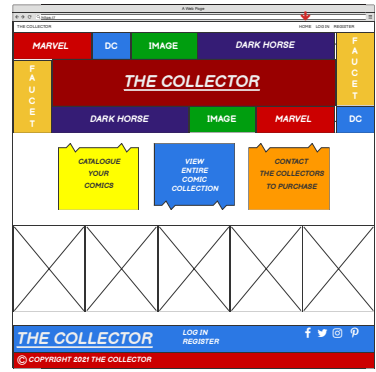 A Web Page
https://
THE COLLECTOR
HOME LOG IN REGISTER
MARVEL
DC
IMAGE
DARK HORSE
FAUCET
FAUCET
THE COLLECTOR
DARK HORSE
IMAGE
MARVEL
DC
CATALOGUE
YOUR
COMICS
VIEW
ENTIRE
COMIC
COLLECTION
CONTACT
THE COLLECTORS
TO PURCHASE
THE COLLECTOR
LOG IN
REGISTER
© COPYRIGHT 2021 THE COLLECTOR